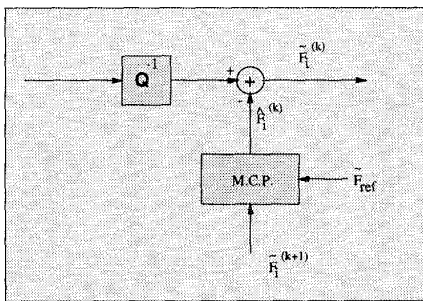 F̃ᵢ⁽ᵏ⁾
Q⁻¹
+
+
-
F̂ᵢ⁽ᵏ⁾
M.C.P.
F̃ref
F̃ᵢ⁽ᵏ⁺¹⁾